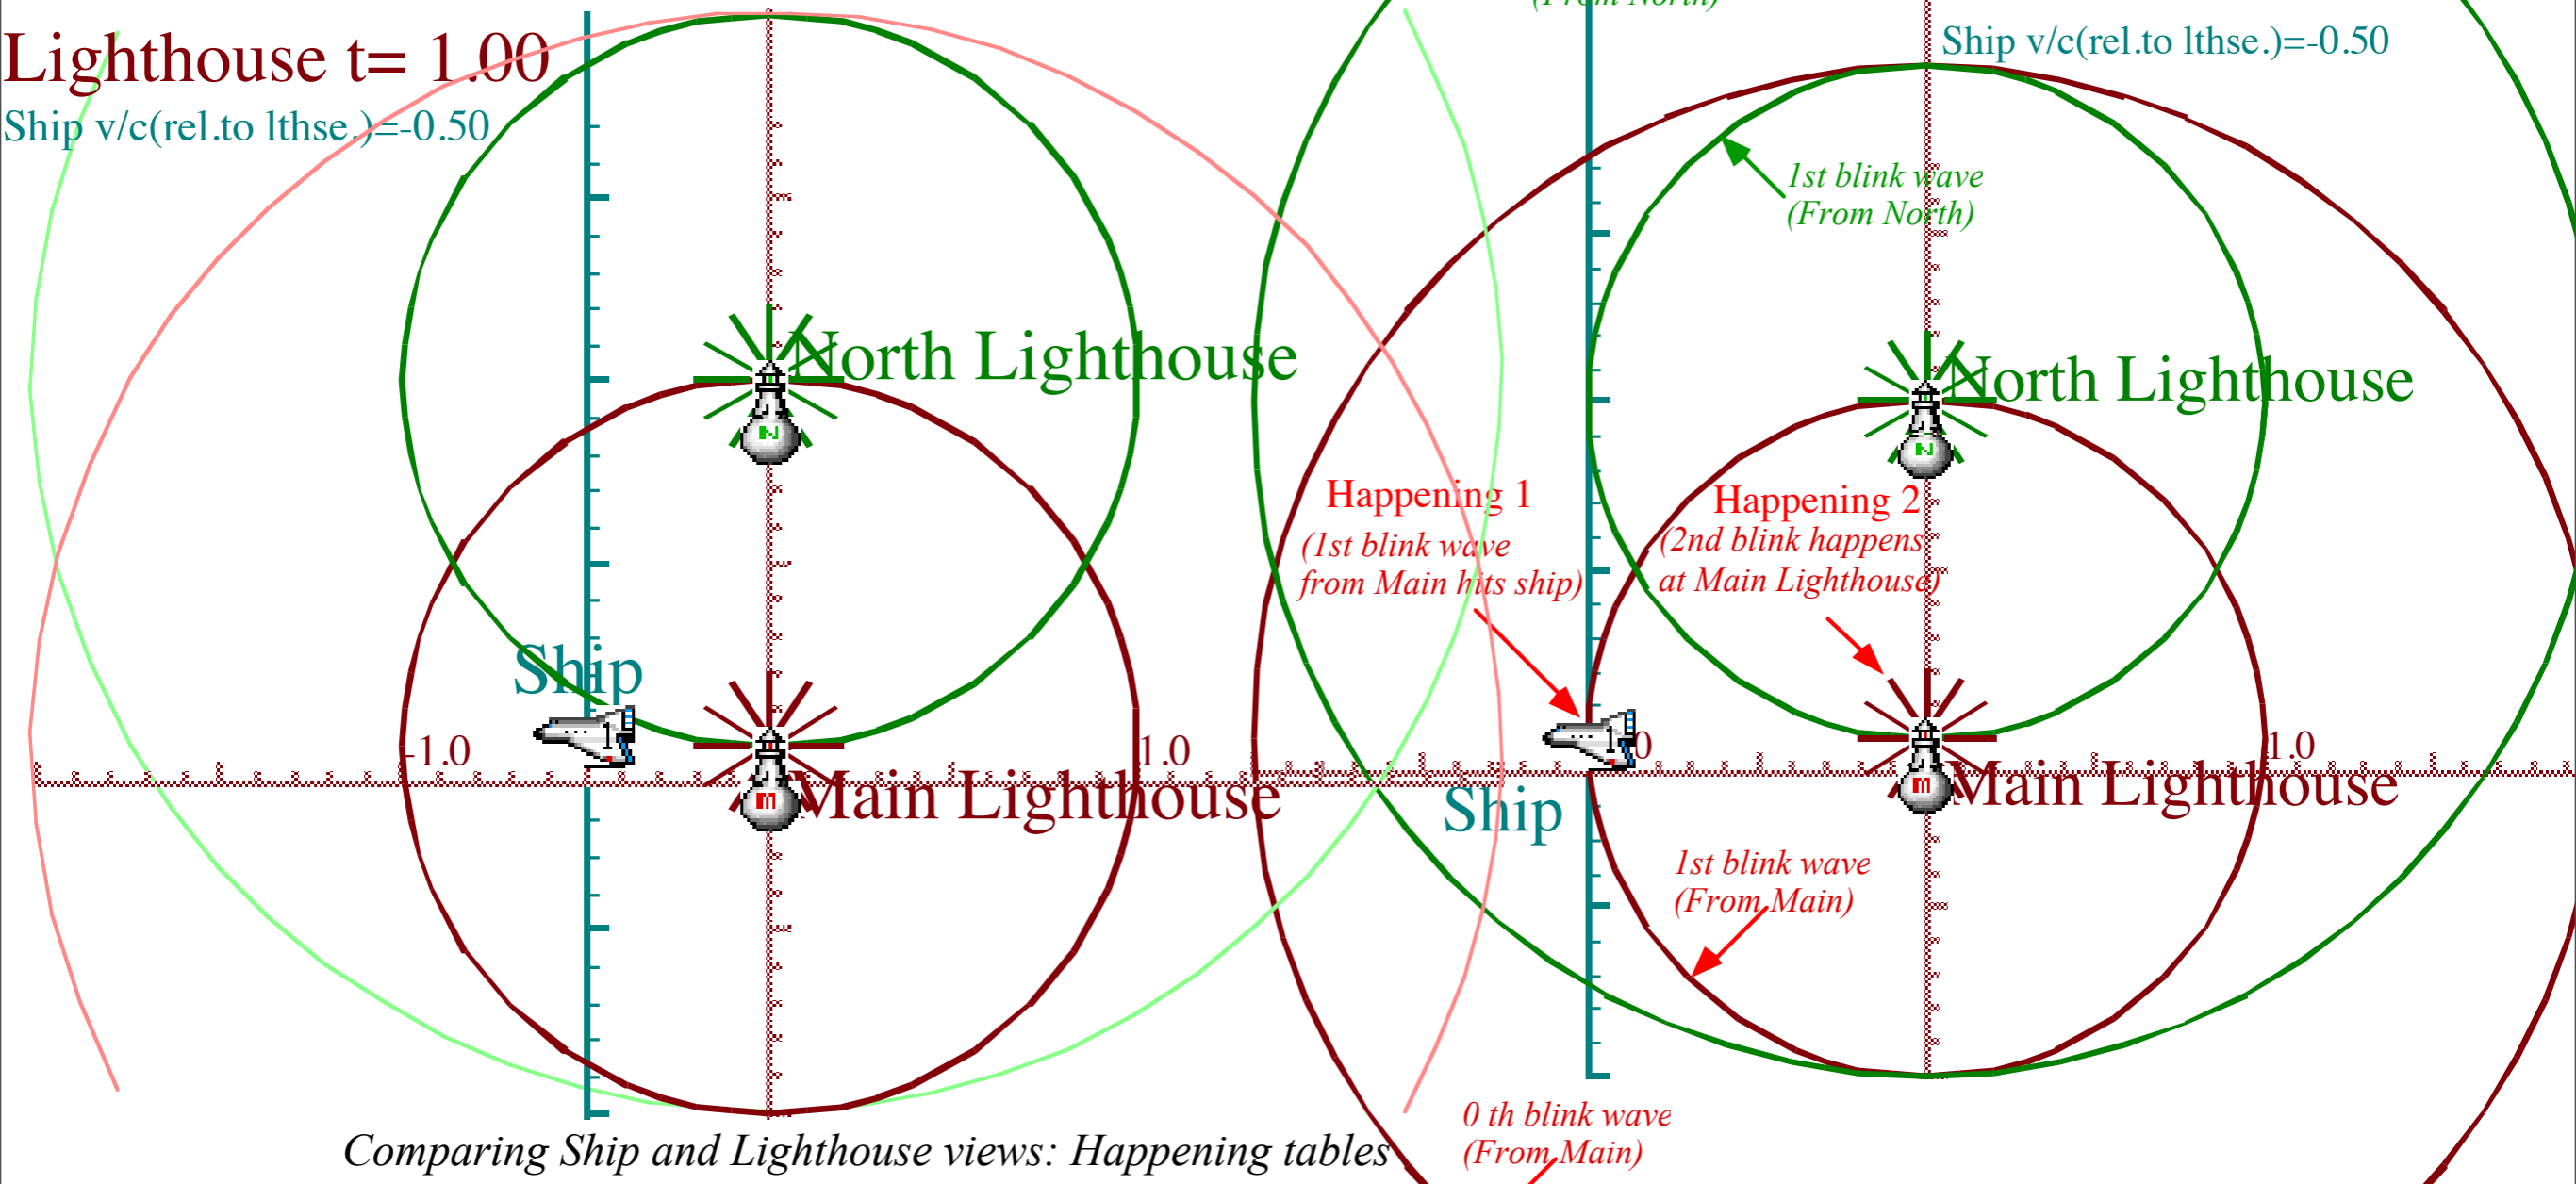 (From North)
Lighthouse t= 1.00
Ship v/c(rel.to lthse.)=-0.50
Ship v/c(rel.to lthse.)=-0.50
1st blink wave
(From North)
North Lighthouse
North Lighthouse
N
N
Happening 1
(1st blink wave
from Main hits ship)
Happening 2
(2nd blink happens
at Main Lighthouse)
Ship
-1.0
1.0
1.0
Main Lighthouse
Main Lighthouse
m
m
Ship
1st blink wave
(From Main)
0 th blink wave
(From Main)
Comparing Ship and Lighthouse views: Happening tables